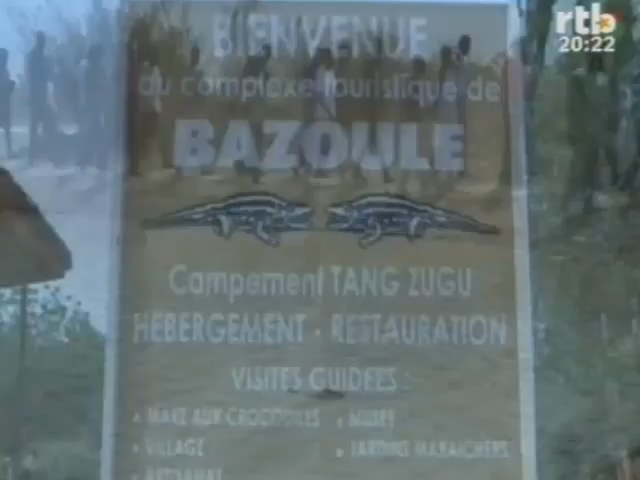 rtb
20:22
BIENVENUE
au complexe touristique de
BAZOULE
Campement TANG ZUGU
HEBERGEMENT - RESTAURATION
VISITES GUIDEES :
• MARE AUX CROCODILES • MUSEE
• VILLAGE • JARDINS MARAICHERS
• ARTISANAT